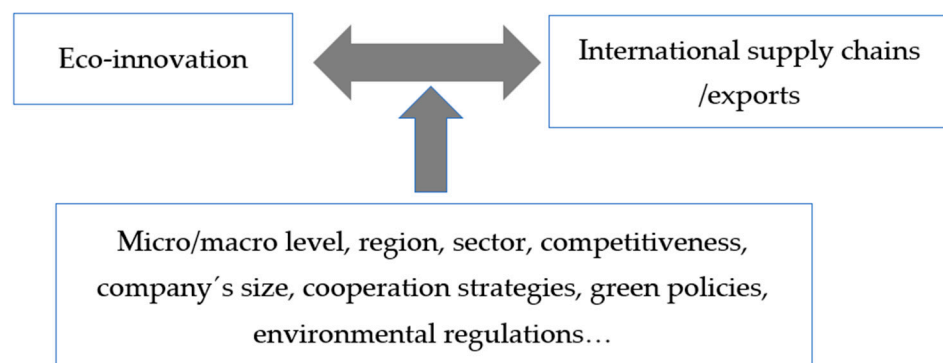 Eco-innovation
International supply chains
/exports
Micro/macro level, region, sector, competitiveness,
company´s size, cooperation strategies, green policies,
environmental regulations…